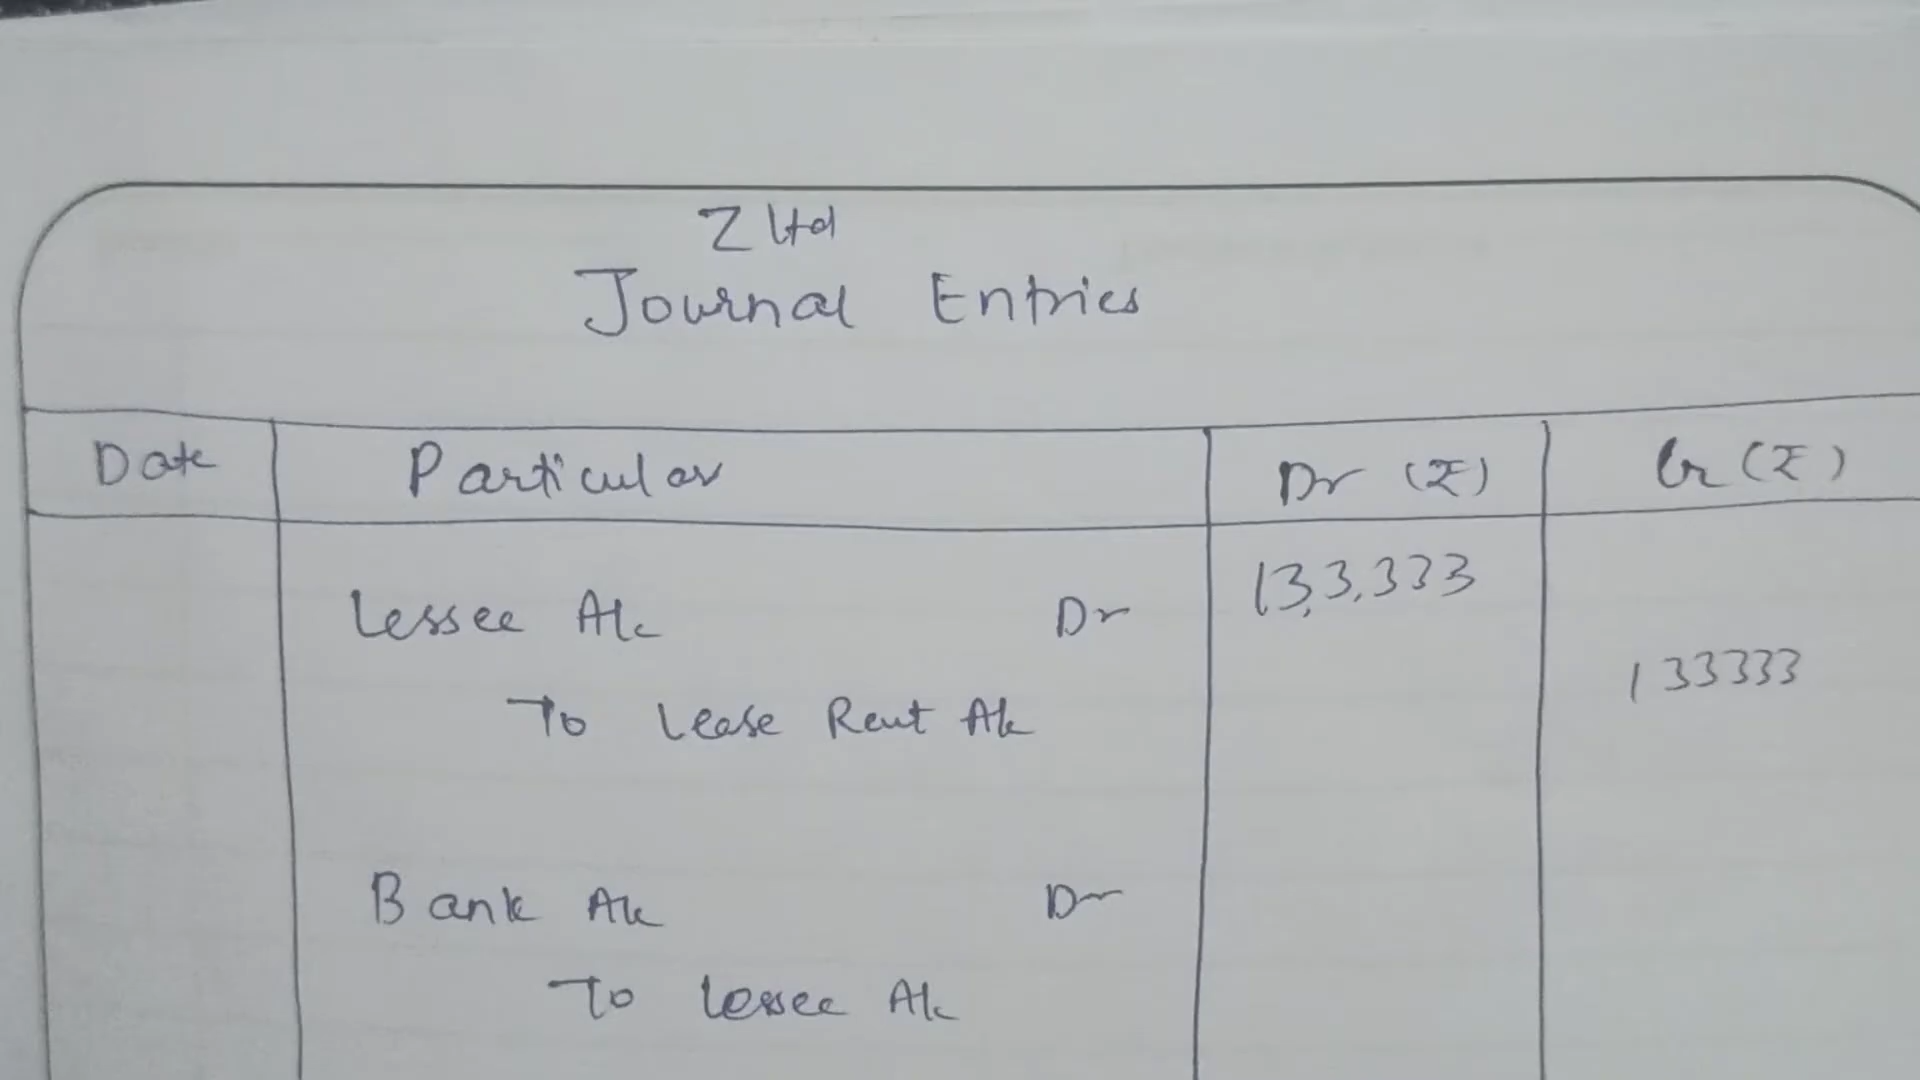 Z Ltd
Journal Entries
Date Particular Dr (₹) Cr (₹)
Lessee A/c Dr 13,3,333
To Lease Rent A/c 133333
Bank A/c Dr
To Lessee A/c